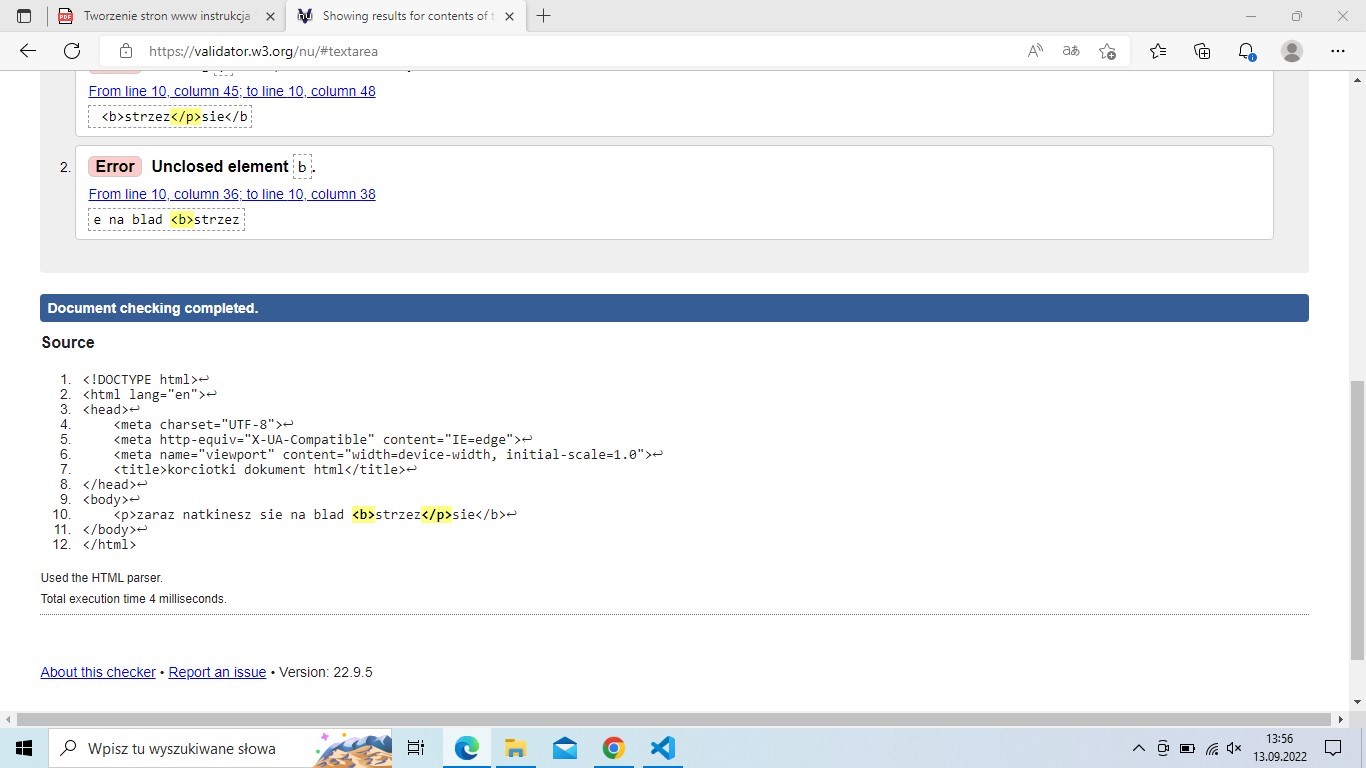 Tworzenie stron www instrukcja
Showing results for contents of t
https://validator.w3.org/nu/#textarea
From line 10, column 45; to line 10, column 48
<b>strzez</p>sie</b
2.
Error Unclosed element b.
From line 10, column 36; to line 10, column 38
e na blad <b>strzez
Document checking completed.
Source
1. <!DOCTYPE html>↩
2. <html lang="en">↩
3. <head>↩
4. <meta charset="UTF-8">↩
5. <meta http-equiv="X-UA-Compatible" content="IE=edge">↩
6. <meta name="viewport" content="width=device-width, initial-scale=1.0">↩
7. <title>korciotki dokument html</title>↩
8. </head>↩
9. <body>↩
10. <p>zaraz natkinesz sie na blad <b>strzez</p>sie</b>↩
11. </body>↩
12. </html>
Used the HTML parser.
Total execution time 4 milliseconds.
About this checker • Report an issue • Version: 22.9.5
Wpisz tu wyszukiwane słowa
13:56
13.09.2022